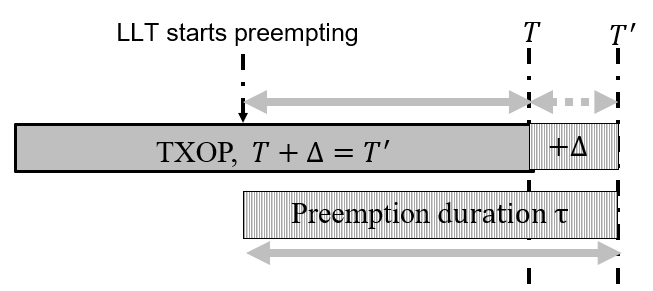 LLT starts preempting
T
T′
TXOP, T + Δ = T′
+Δ
Preemption duration τ